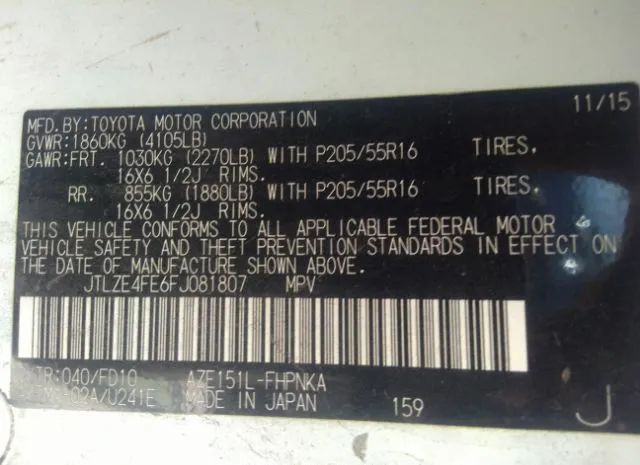 MFD.BY:TOYOTA MOTOR CORPORATION 11/15
GVWR:1860KG (4105LB)
GAWR:FRT. 1030KG (2270LB) WITH P205/55R16 TIRES,
16X6 1/2J RIMS.
RR. 855KG (1880LB) WITH P205/55R16 TIRES,
16X6 1/2J RIMS.
THIS VEHICLE CONFORMS TO ALL APPLICABLE FEDERAL MOTOR
VEHICLE SAFETY AND THEFT PREVENTION STANDARDS IN EFFECT ON
THE DATE OF MANUFACTURE SHOWN ABOVE.
JTLZE4FE6FJ081807 MPV
TR:040/FD10 AZE151L-FHPNKA
02A/U241E MADE IN JAPAN 159 J